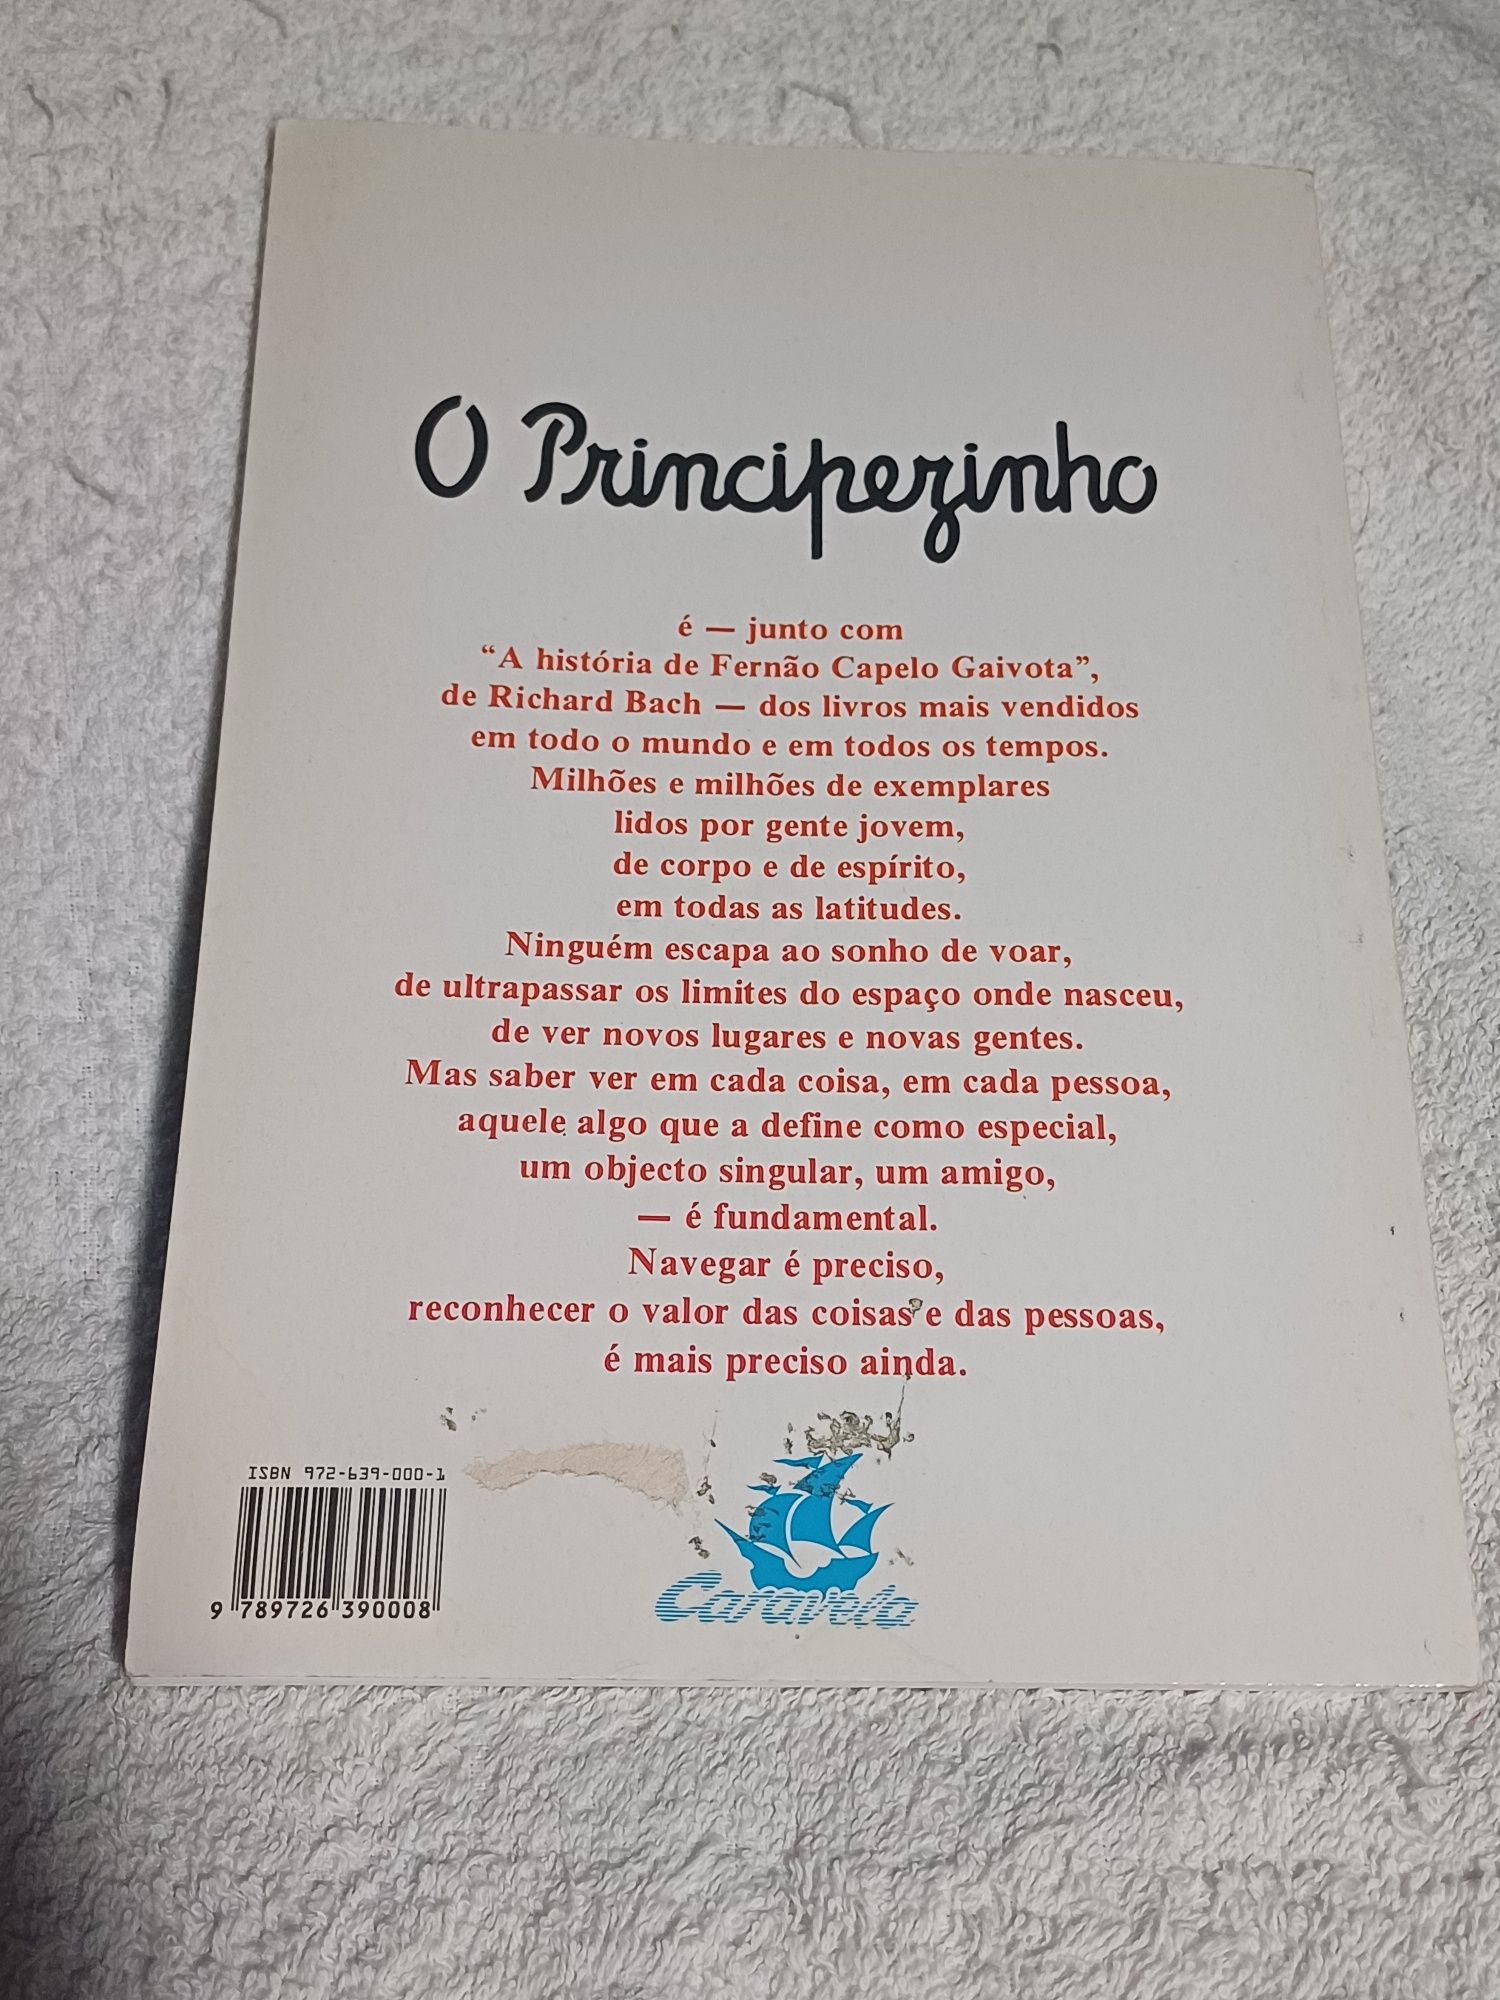 O Principezinho
é — junto com
“A história de Fernão Capelo Gaivota”,
de Richard Bach — dos livros mais vendidos
em todo o mundo e em todos os tempos.
Milhões e milhões de exemplares
lidos por gente jovem,
de corpo e de espírito,
em todas as latitudes.
Ninguém escapa ao sonho de voar,
de ultrapassar os limites do espaço onde nasceu,
de ver novos lugares e novas gentes.
Mas saber ver em cada coisa, em cada pessoa,
aquele algo que a define como especial,
um objecto singular, um amigo,
— é fundamental.
Navegar é preciso,
reconhecer o valor das coisas e das pessoas,
é mais preciso ainda.
ISBN 972-639-000-1
9 789726 390008
Caravela